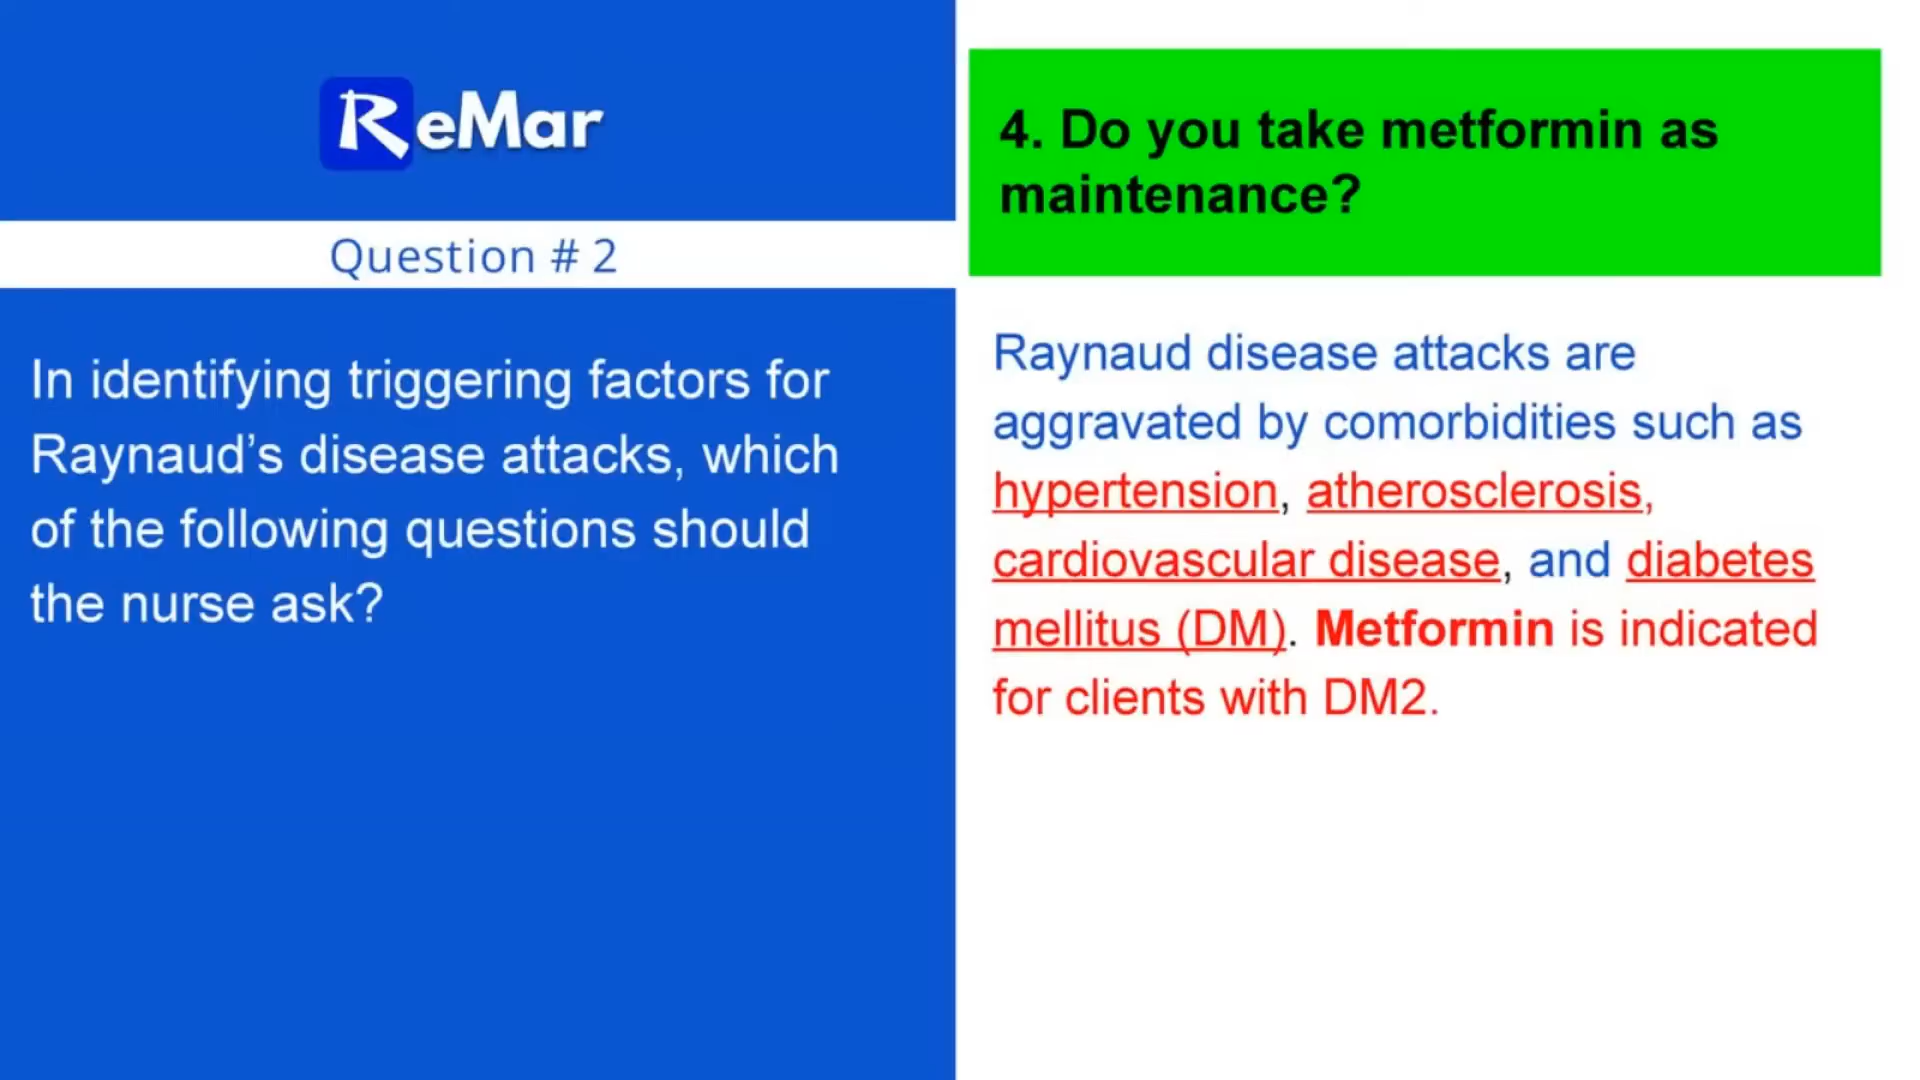 ReMar
Question # 2
In identifying triggering factors for
Raynaud’s disease attacks, which
of the following questions should
the nurse ask?
4. Do you take metformin as
maintenance?
Raynaud disease attacks are
aggravated by comorbidities such as
hypertension, atherosclerosis,
cardiovascular disease, and diabetes
mellitus (DM). Metformin is indicated
for clients with DM2.